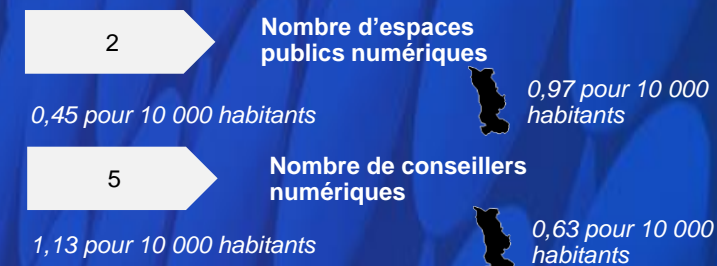 2
Nombre d’espaces
publics numériques
0,45 pour 10 000 habitants
0,97 pour 10 000
habitants
5
Nombre de conseillers
numériques
1,13 pour 10 000 habitants
0,63 pour 10 000
habitants